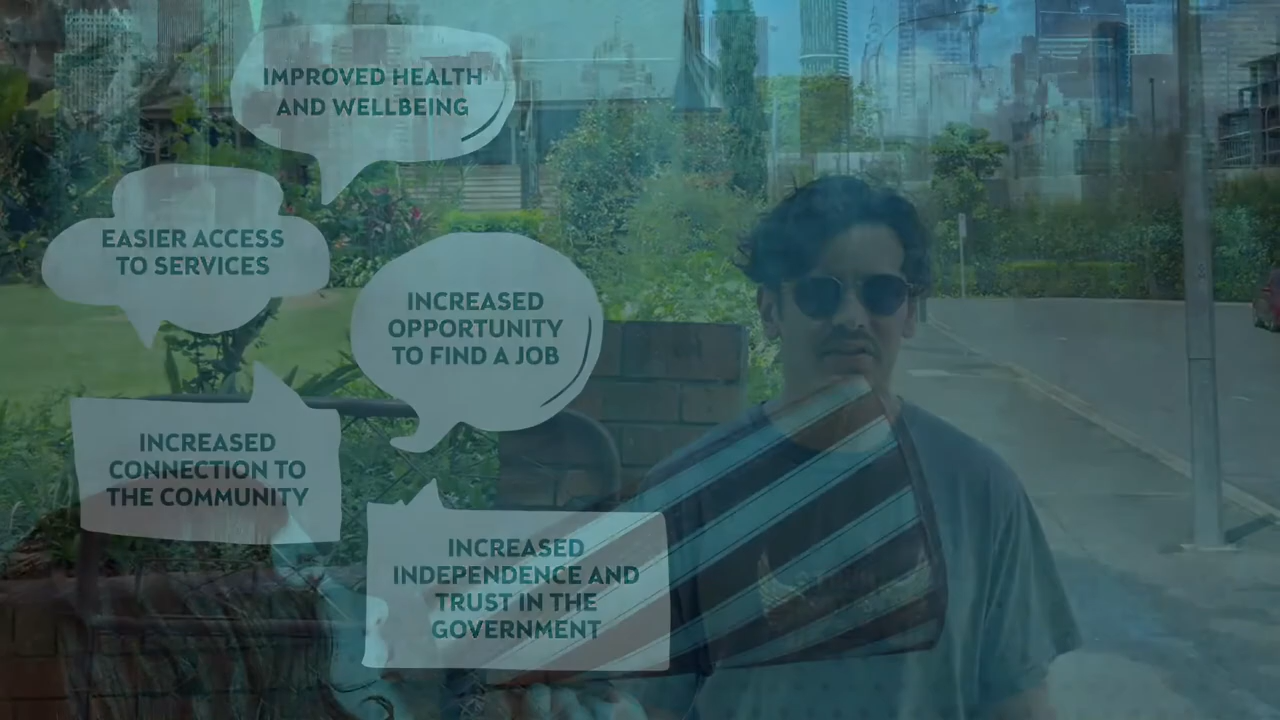 IMPROVED HEALTH
AND WELLBEING
EASIER ACCESS
TO SERVICES
INCREASED
OPPORTUNITY
TO FIND A JOB
INCREASED
CONNECTION TO
THE COMMUNITY
INCREASED
INDEPENDENCE AND
TRUST IN THE
GOVERNMENT